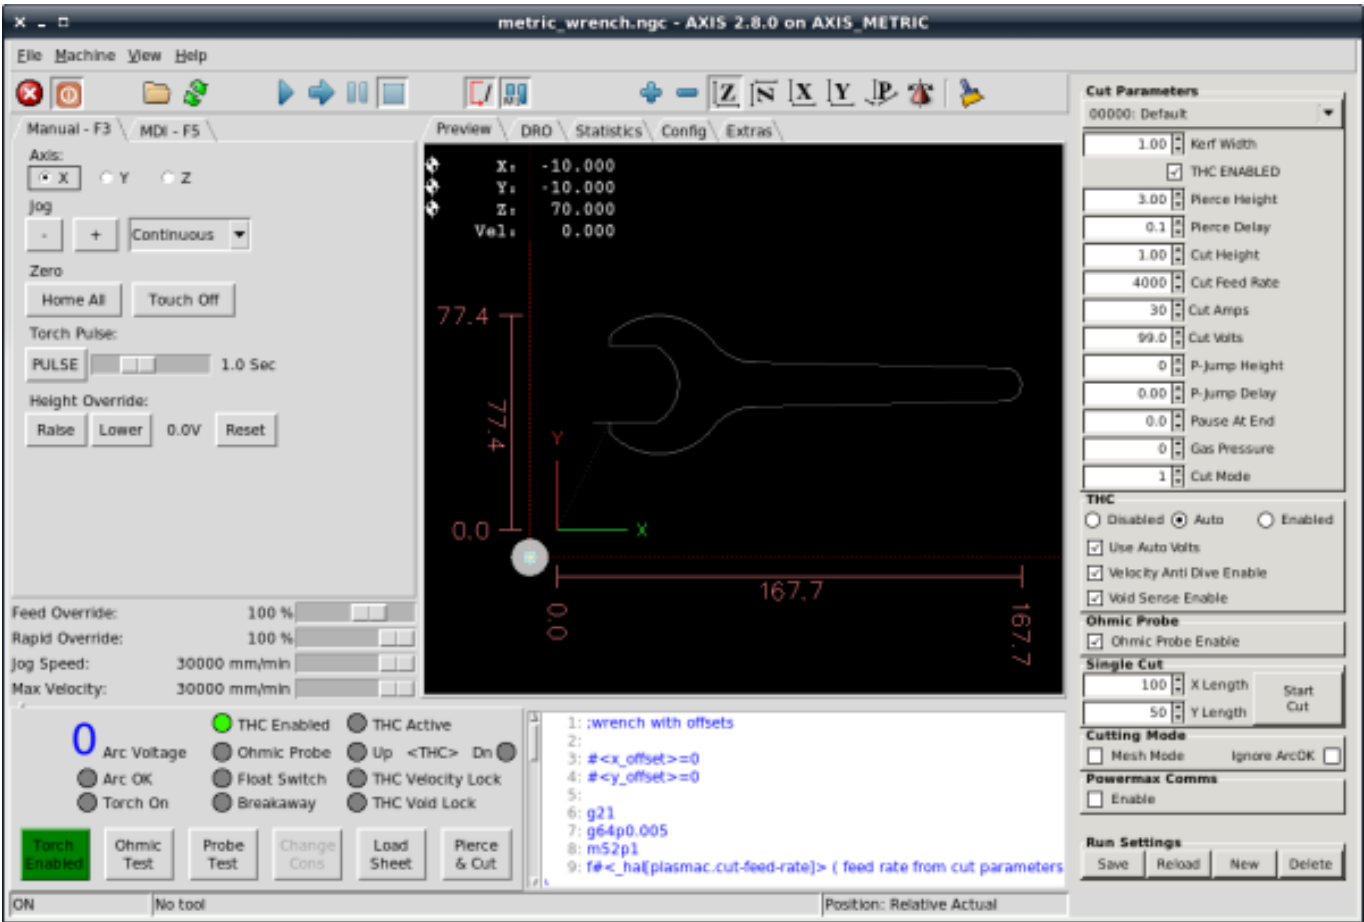 metric_wrench.ngc - AXIS 2.8.0 on AXIS_METRIC
File Machine View Help
Manual - F3 MDI - F5
Axis:
X Y Z
Jog
- + Continuous
Zero
Home All Touch Off
Torch Pulse:
PULSE 1.0 Sec
Height Override:
Raise Lower 0.0V Reset
Feed Override: 100 %
Rapid Override: 100 %
Jog Speed: 30000 mm/min
Max Velocity: 30000 mm/min
Preview DRO Statistics Config Extras
X: -10.000
Y: -10.000
Z: 70.000
Vel: 0.000
77.4
77.4
0.0
Y
X
167.7
0.0
167.7
Cut Parameters
00000: Default
1.00 Kerf Width
THC ENABLED
3.00 Pierce Height
0.1 Pierce Delay
1.00 Cut Height
4000 Cut Feed Rate
30 Cut Amps
99.0 Cut Volts
0 P-Jump Height
0.00 P-Jump Delay
0.0 Pause At End
0 Gas Pressure
1 Cut Mode
THC
Disabled Auto Enabled
Use Auto Volts
Velocity Anti Dive Enable
Void Sense Enable
Ohmic Probe
Ohmic Probe Enable
Single Cut
100 X Length
50 Y Length
Start
Cut
Cutting Mode
Mesh Mode Ignore ArcOK
Powermax Comms
Enable
Run Settings
Save Reload New Delete
0 Arc Voltage
Arc OK
Torch On
THC Enabled
Ohmic Probe
Float Switch
Breakaway
THC Active
Up <THC> Dn
THC Velocity Lock
THC Void Lock
Torch
Enabled
Ohmic
Test
Probe
Test
Change
Cons
Load
Sheet
Pierce
& Cut
1: ;wrench with offsets
2:
3: #<x_offset>=0
4: #<y_offset>=0
5:
6: g21
7: g64p0.005
8: m52p1
9: f#<_hal[plasmac.cut-feed-rate]> ( feed rate from cut parameters
ON No tool Position: Relative Actual